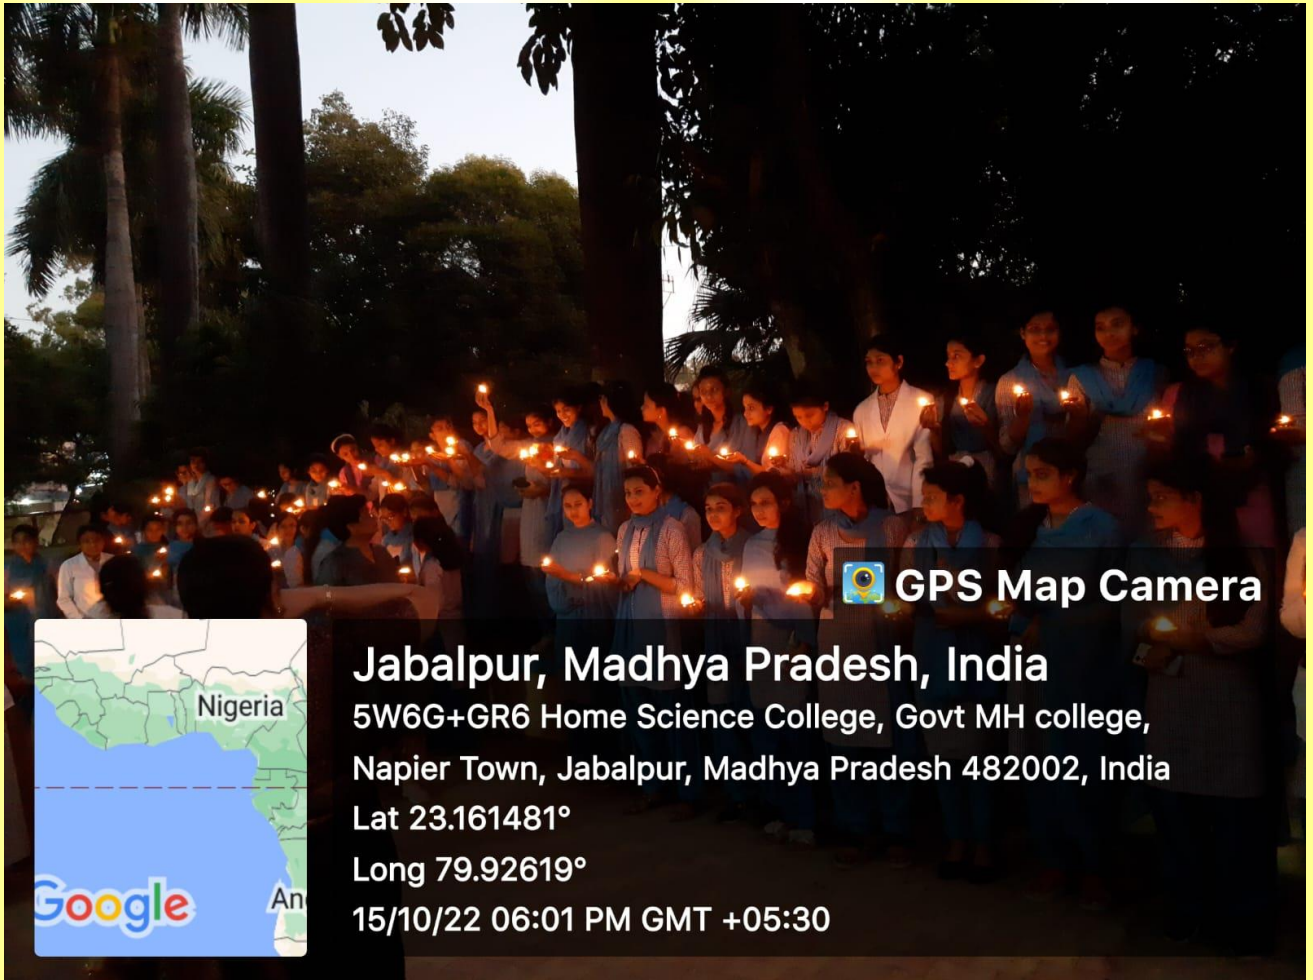 GPS Map Camera
Jabalpur, Madhya Pradesh, India
5W6G+GR6 Home Science College, Govt MH college,
Napier Town, Jabalpur, Madhya Pradesh 482002, India
Lat 23.161481°
Long 79.92619°
15/10/22 06:01 PM GMT +05:30
Nigeria
Google
An